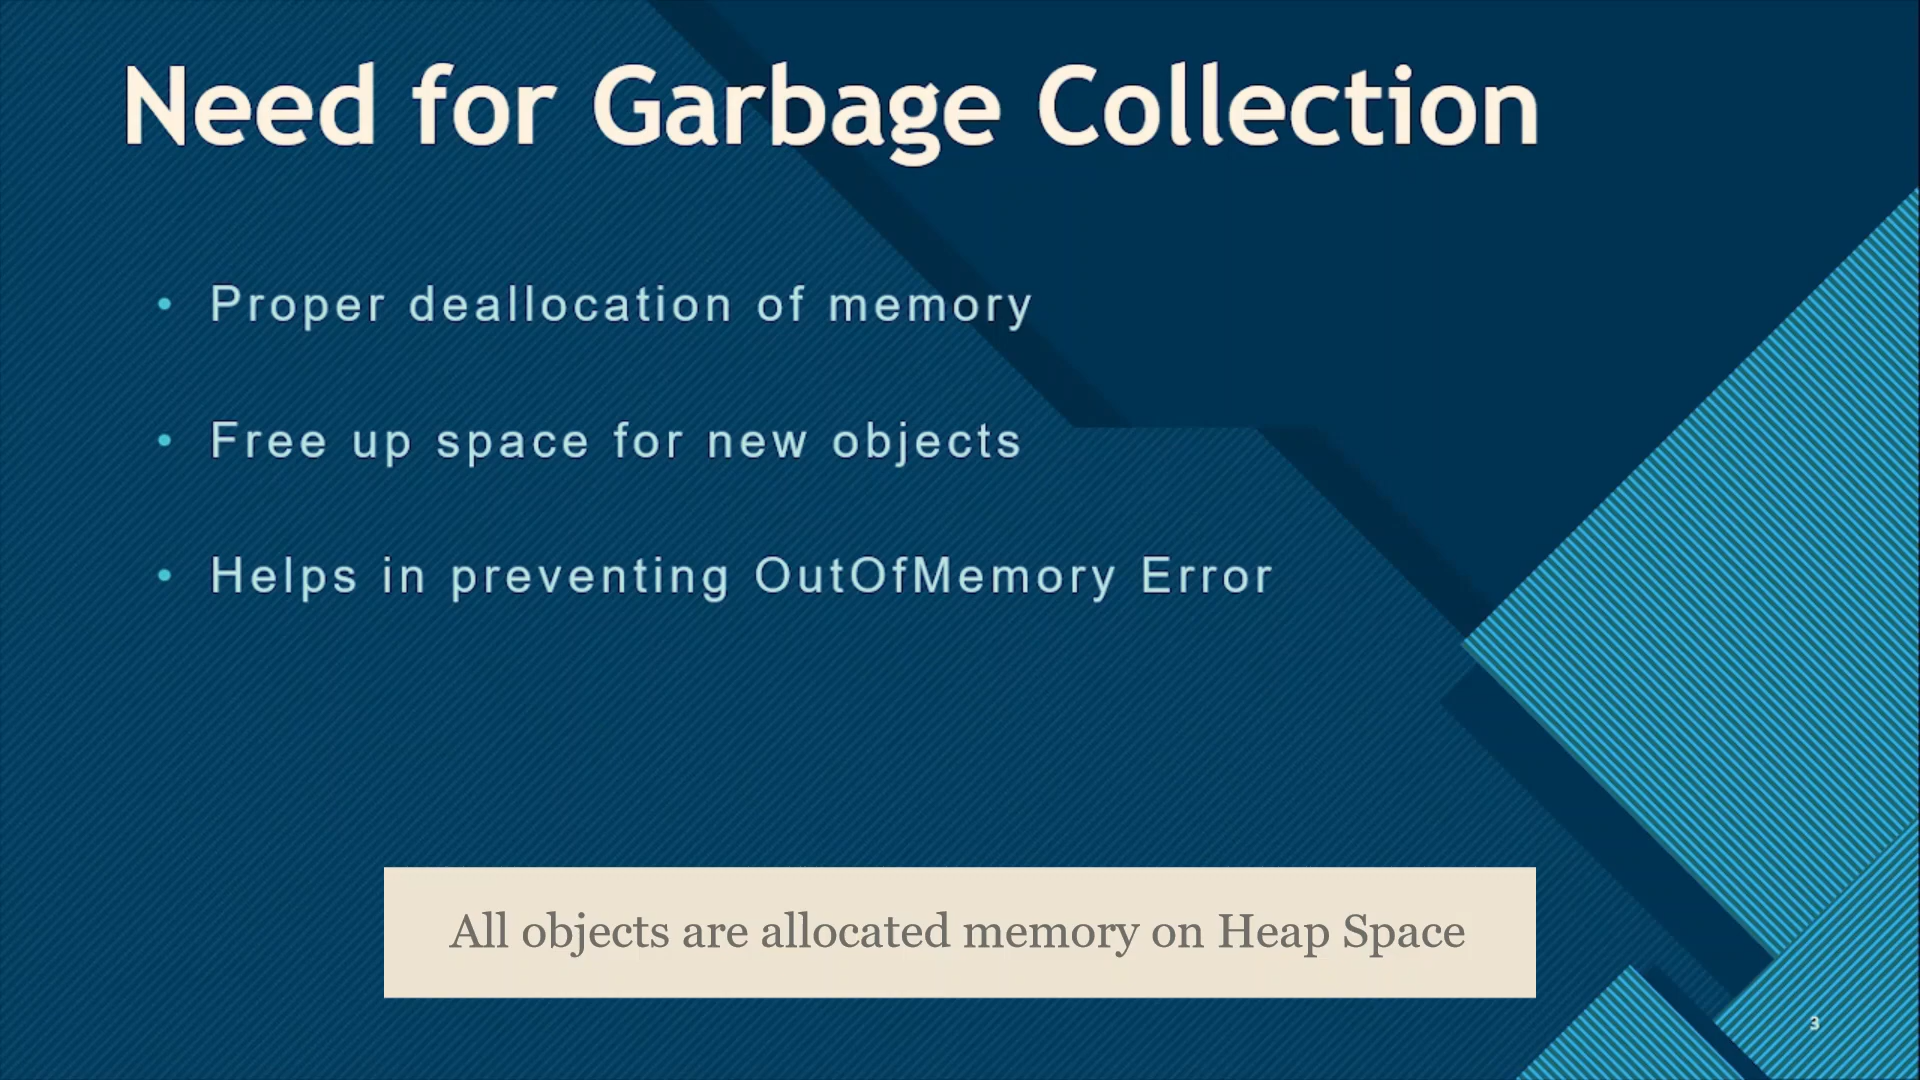 Need for Garbage Collection
• Proper deallocation of memory
• Free up space for new objects
• Helps in preventing OutOfMemory Error
All objects are allocated memory on Heap Space
3